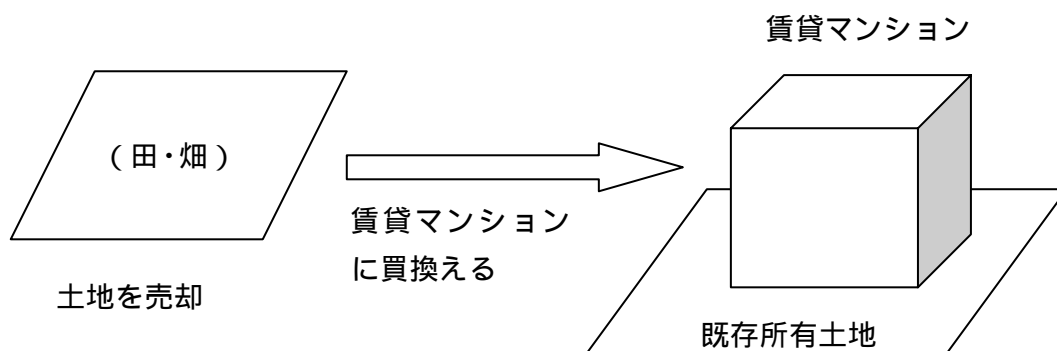 賃貸マンション
(田・畑)
賃貸マンション
に買換える
土地を売却
既存所有土地